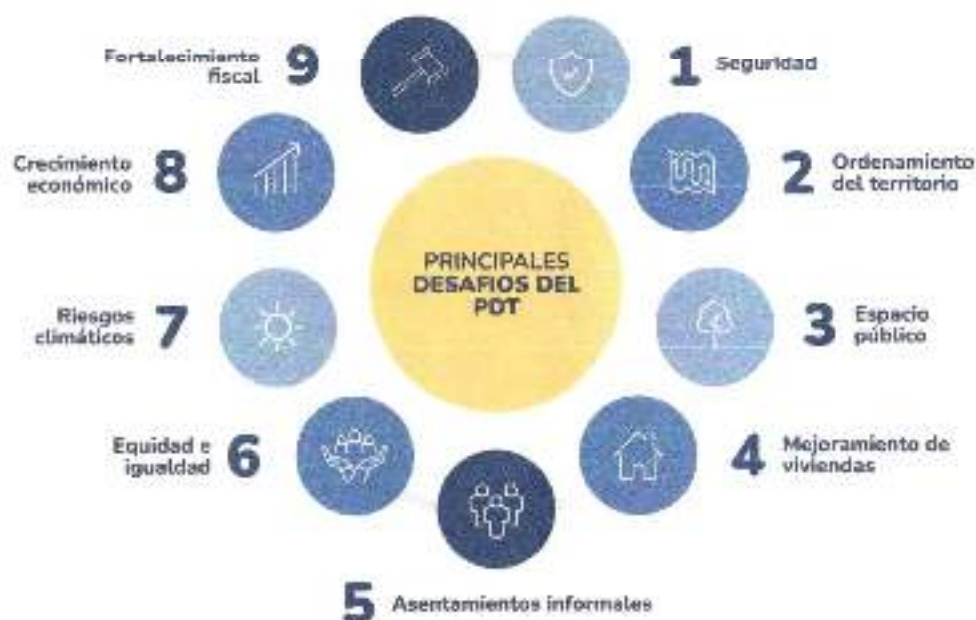 PRINCIPALES
DESAFIOS DEL
PDT
1 Seguridad
2 Ordenamiento
del territorio
3 Espacio
público
4 Mejoramiento de
viviendas
5 Asentamientos informales
6 Equidad e
igualdad
7 Riesgos
climáticos
8 Crecimiento
económico
9 Fortalecimiento
fiscal